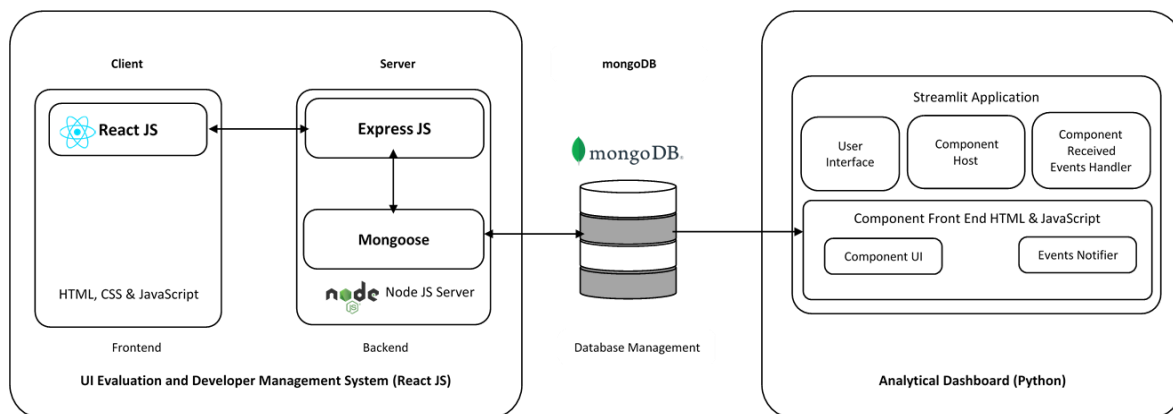 Client
Server
mongoDB
React JS
Express JS
Mongoose
HTML, CSS & JavaScript
node
JS
Node JS Server
Frontend
Backend
UI Evaluation and Developer Management System (React JS)
mongoDB®
Database Management
Streamlit Application
User
Interface
Component
Host
Component
Received
Events Handler
Component Front End HTML & JavaScript
Component UI
Events Notifier
Analytical Dashboard (Python)